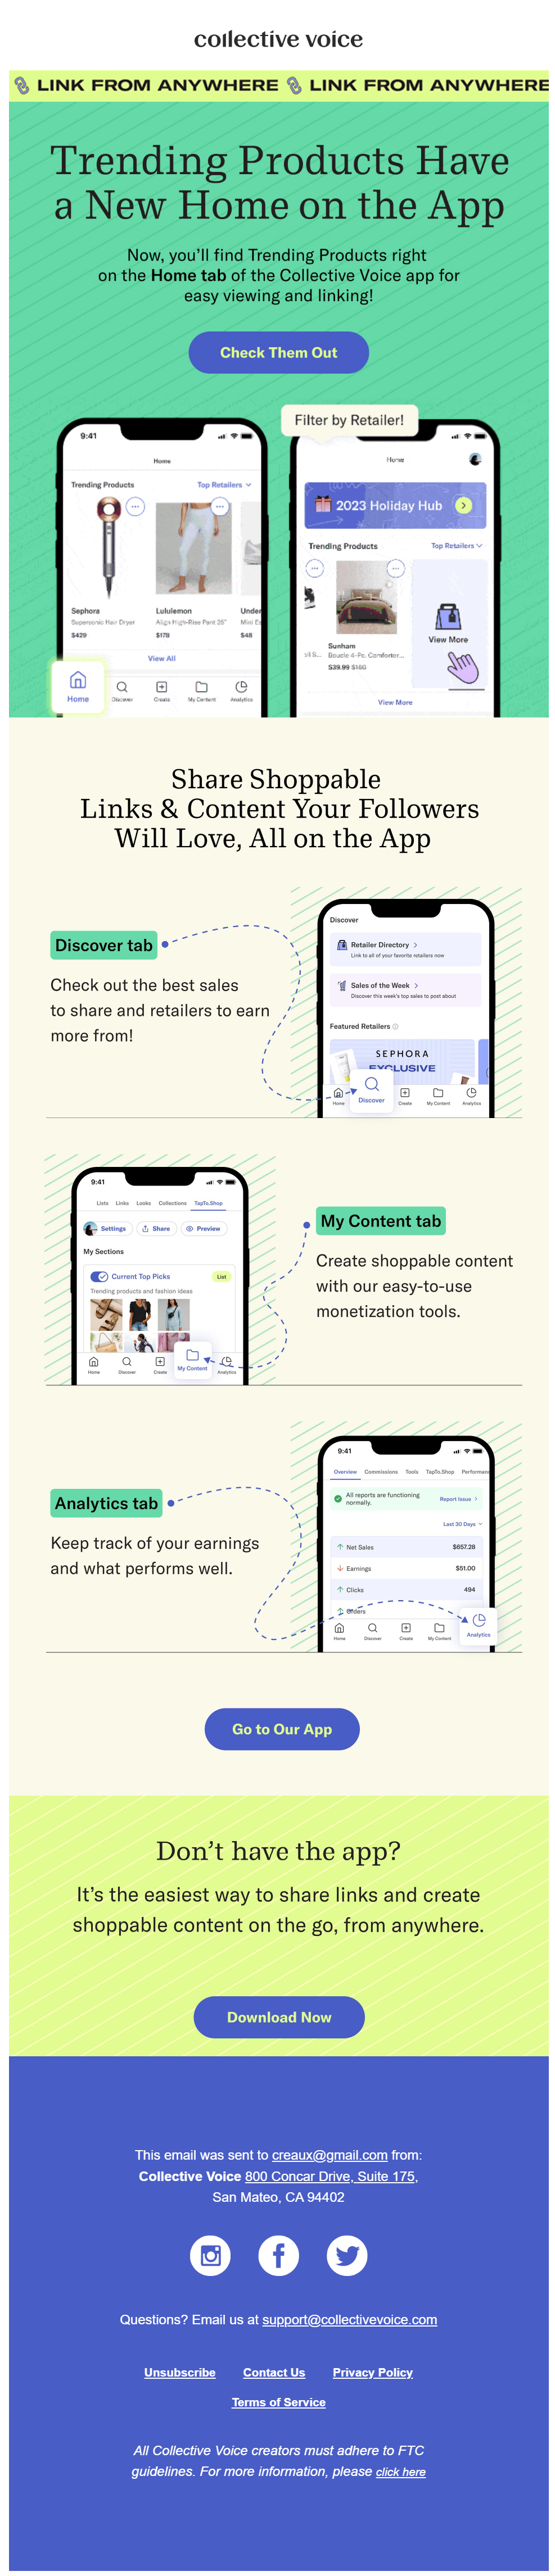 collective voice
LINK FROM ANYWHERE LINK FROM ANYWHERE
Trending Products Have
a New Home on the App
Now, you'll find Trending Products right
on the Home tab of the Collective Voice app for
easy viewing and linking!
Check Them Out
Filter by Retailer!
9:41
Home
Trending Products Top Retailers
Sephora Lululemon Under
Supersonic Hair Dryer Align High-Rise Pant 25" Mini Es
$429 $178 $48
View All
Home Discover Create My Content Analytics
9:41
Home
2023 Holiday Hub
Trending Products Top Retailers
View More
Sunham
Boucle 4-Pc. Comforter...
$39.99 $160
View More
Share Shoppable
Links & Content Your Followers
Will Love, All on the App
Discover tab
Check out the best sales
to share and retailers to earn
more from!
Discover
Retailer Directory >
Link to all of your favorite retailers now
Sales of the Week >
Discover this week's top sales to post about
Featured Retailers
SEPHORA
EXCLUSIVE
Home Discover Create My Content Analytics
9:41
Lists Links Looks Collections TapTo.Shop
Settings Share Preview
My Sections
Current Top Picks List
Trending products and fashion ideas
Home Discover Create My Content Analytics
My Content tab
Create shoppable content
with our easy-to-use
monetization tools.
Analytics tab
Keep track of your earnings
and what performs well.
9:41
Overview Commissions Tools TapTo.Shop Performan
All reports are functioning
normally.
Report Issue >
Last 30 Days
Net Sales $657.28
Earnings $51.00
Clicks 494
Orders
Home Discover Create My Content Analytics
Go to Our App
Don't have the app?
It's the easiest way to share links and create
shoppable content on the go, from anywhere.
Download Now
This email was sent to creaux@gmail.com from:
Collective Voice 800 Concar Drive, Suite 175,
San Mateo, CA 94402
Questions? Email us at support@collectivevoice.com
Unsubscribe Contact Us Privacy Policy
Terms of Service
All Collective Voice creators must adhere to FTC
guidelines. For more information, please click here